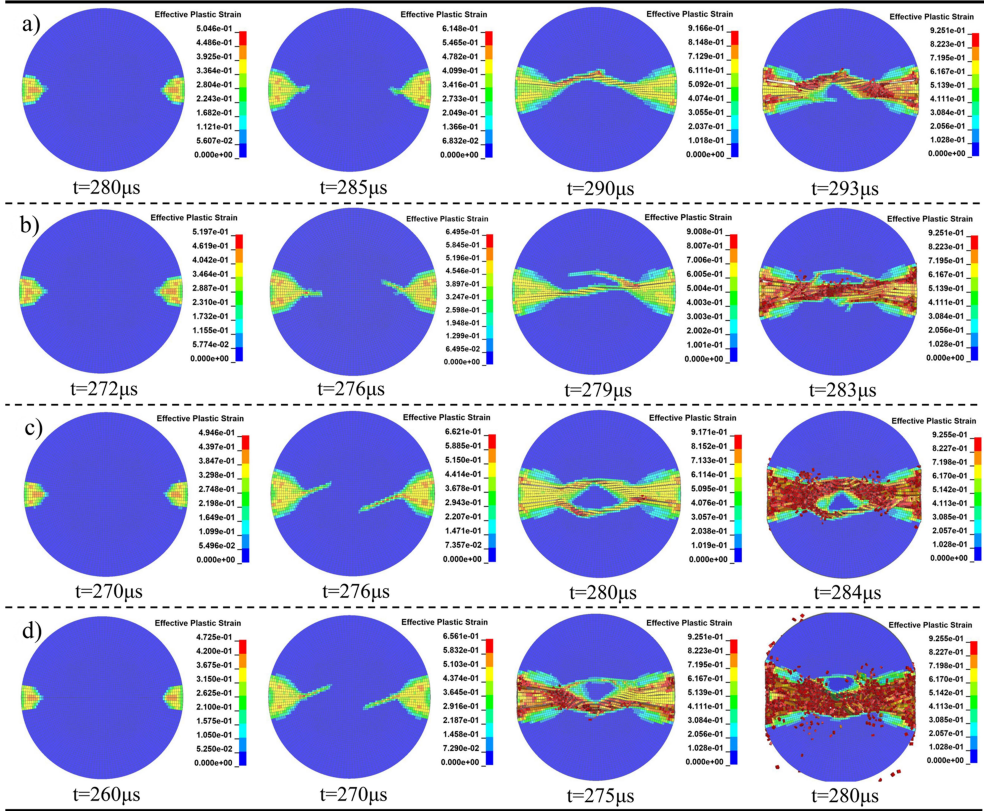 a)
Effective Plastic Strain
5.046e-01
4.486e-01
3.925e-01
3.364e-01
2.804e-01
2.243e-01
1.682e-01
1.121e-01
5.607e-02
0.000e+00
t=280μs
Effective Plastic Strain
6.148e-01
5.465e-01
4.782e-01
4.099e-01
3.416e-01
2.733e-01
2.049e-01
1.366e-01
6.832e-02
0.000e+00
t=285μs
Effective Plastic Strain
9.166e-01
8.148e-01
7.129e-01
6.111e-01
5.092e-01
4.074e-01
3.055e-01
2.037e-01
1.018e-01
0.000e+00
t=290μs
Effective Plastic Strain
9.251e-01
8.223e-01
7.195e-01
6.167e-01
5.139e-01
4.111e-01
3.084e-01
2.056e-01
1.028e-01
0.000e+00
t=293μs
b)
Effective Plastic Strain
5.197e-01
4.619e-01
4.042e-01
3.464e-01
2.887e-01
2.310e-01
1.732e-01
1.155e-01
5.774e-02
0.000e+00
t=272μs
Effective Plastic Strain
6.495e-01
5.845e-01
5.196e-01
4.546e-01
3.897e-01
3.247e-01
2.598e-01
1.948e-01
1.299e-01
6.495e-02
0.000e+00
t=276μs
Effective Plastic Strain
9.008e-01
8.007e-01
7.006e-01
6.005e-01
5.004e-01
4.003e-01
3.003e-01
2.002e-01
1.001e-01
0.000e+00
t=279μs
Effective Plastic Strain
9.251e-01
8.223e-01
7.195e-01
6.167e-01
5.139e-01
4.111e-01
3.084e-01
2.056e-01
1.028e-01
0.000e+00
t=283μs
c)
Effective Plastic Strain
4.946e-01
4.397e-01
3.847e-01
3.298e-01
2.748e-01
2.198e-01
1.649e-01
1.099e-01
5.496e-02
0.000e+00
t=270μs
Effective Plastic Strain
6.621e-01
5.885e-01
5.150e-01
4.414e-01
3.678e-01
2.943e-01
2.207e-01
1.471e-01
7.357e-02
0.000e+00
t=276μs
Effective Plastic Strain
9.171e-01
8.152e-01
7.133e-01
6.114e-01
5.095e-01
4.076e-01
3.057e-01
2.038e-01
1.019e-01
0.000e+00
t=280μs
Effective Plastic Strain
9.255e-01
8.227e-01
7.198e-01
6.170e-01
5.142e-01
4.113e-01
3.085e-01
2.057e-01
1.028e-01
0.000e+00
t=284μs
d)
Effective Plastic Strain
4.725e-01
4.200e-01
3.675e-01
3.150e-01
2.625e-01
2.100e-01
1.575e-01
1.050e-01
5.250e-02
0.000e+00
t=260μs
Effective Plastic Strain
6.561e-01
5.832e-01
5.103e-01
4.374e-01
3.645e-01
2.916e-01
2.187e-01
1.458e-01
7.290e-02
0.000e+00
t=270μs
Effective Plastic Strain
9.251e-01
8.223e-01
7.195e-01
6.167e-01
5.139e-01
4.111e-01
3.084e-01
2.056e-01
1.028e-01
0.000e+00
t=275μs
Effective Plastic Strain
9.255e-01
8.227e-01
7.198e-01
6.170e-01
5.142e-01
4.113e-01
3.085e-01
2.057e-01
1.028e-01
0.000e+00
t=280μs